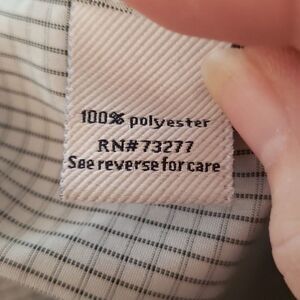 100% polyester
RN#73277
See reverse for care